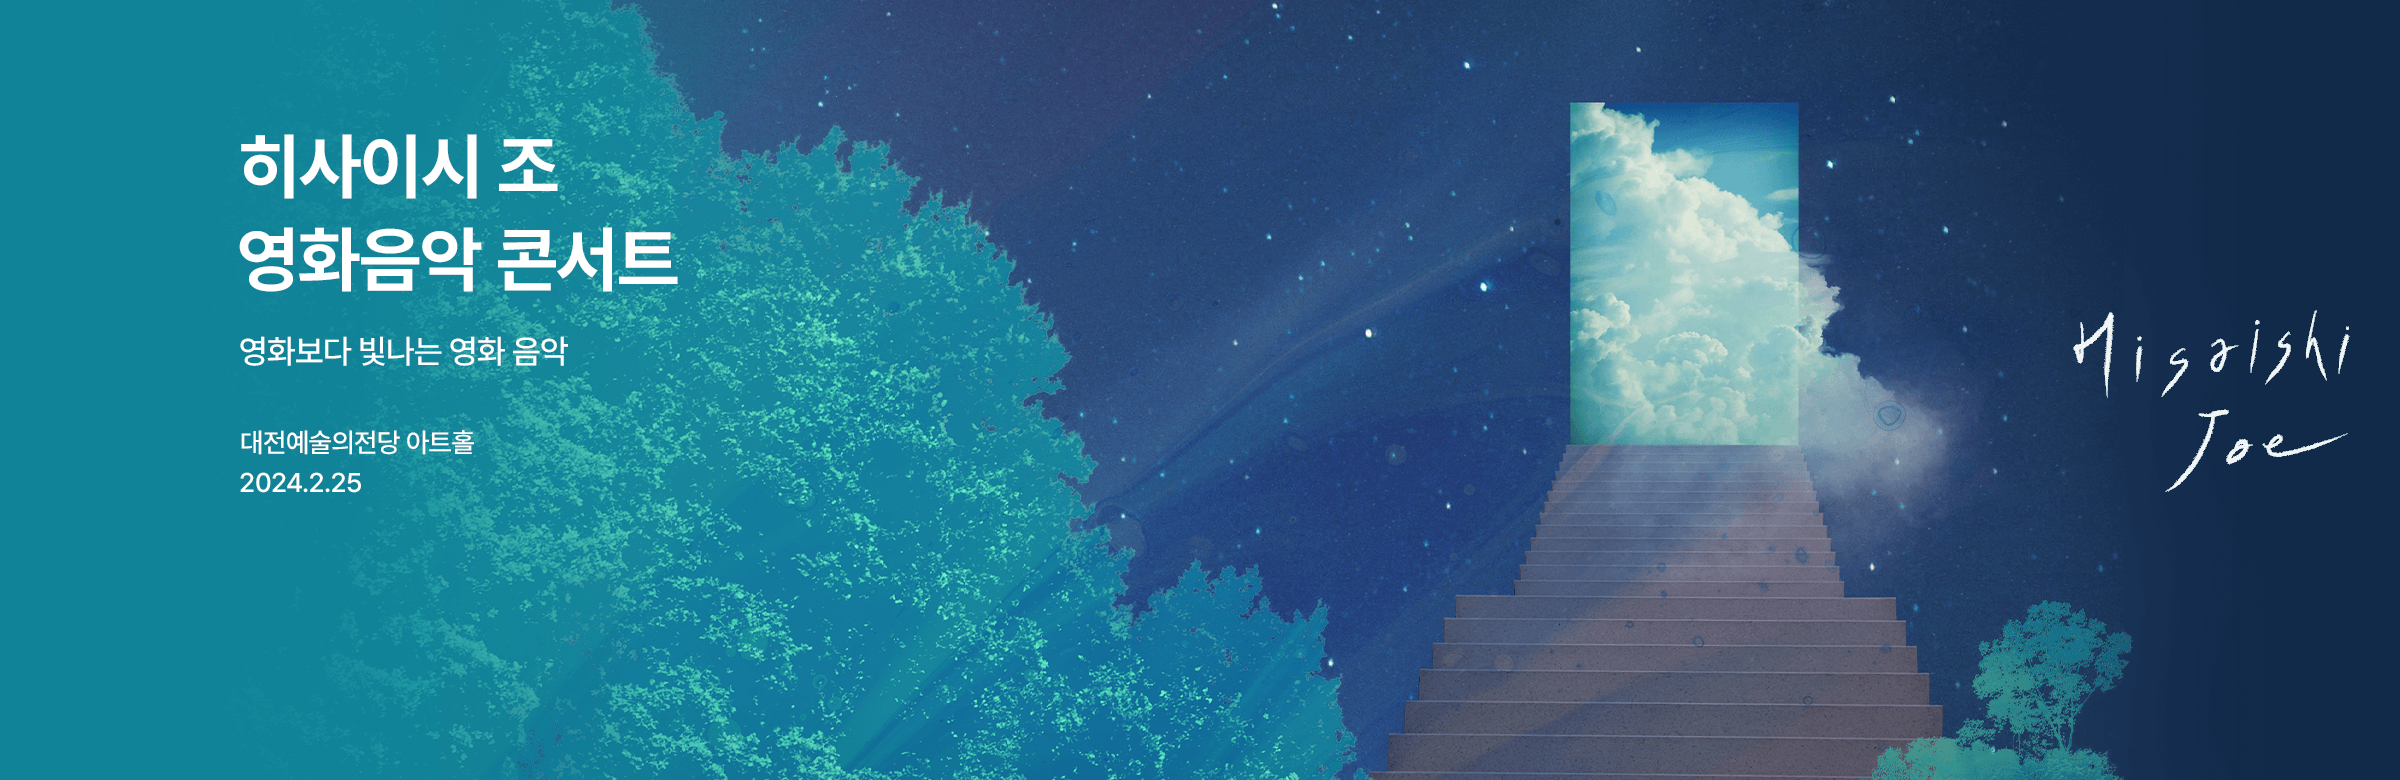 히사이시 조
영화음악 콘서트
영화보다 빛나는 영화 음악
대전예술의전당 아트홀
2024.2.25
Hisaishi
Joe